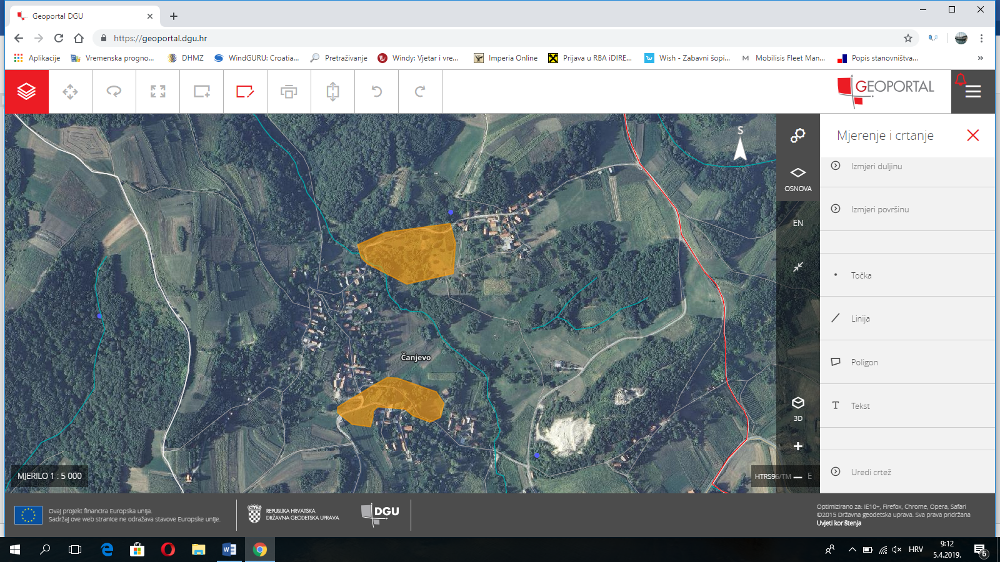 Geoportal DGU
https://geoportal.dgu.hr
Aplikacije
Vremenska progno...
DHMZ
WindGURU: Croatia...
Pretraživanje
Windy: Vjetar i vre...
Imperia Online
Prijava u RBA iDIRE...
Wish - Zabavni šopi...
Mobilisis Fleet Man...
Popis stanovništva...
»
GEOPORTAL
S
OSNOVA
EN
3D
Mjerenje i crtanje
Izmjeri duljinu
Izmjeri površinu
Točka
Linija
Poligon
T Tekst
Uredi crtež
Čanjevo
MJERILO 1 : 5 000
HTRS96/TM E
Ovaj projekt financira Europska unija.
Sadržaj ove web stranice ne odražava stavove Europske unije.
REPUBLIKA HRVATSKA
DRŽAVNA GEODETSKA UPRAVA
DGU
Optimizirano za: IE10+, Firefox, Chrome, Opera, Safari
©2015 Državna geodetska uprava. Sva prava pridržana
Uvjeti korištenja
HRV
9:12
5.4.2019.
6